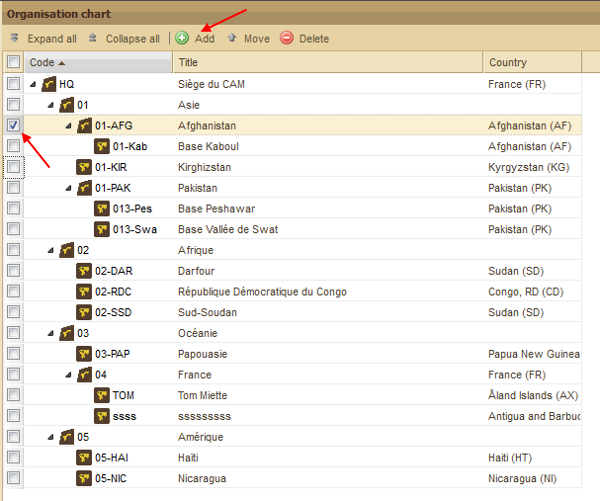 Organisation chart
Expand all Collapse all Add Move Delete
Code Title Country
HQ Siège du CAM France (FR)
01 Asie
01-AFG Afghanistan Afghanistan (AF)
01-Kab Base Kaboul Afghanistan (AF)
01-KIR Kirghizstan Kyrgyzstan (KG)
01-PAK Pakistan Pakistan (PK)
013-Pes Base Peshawar Pakistan (PK)
013-Swa Base Vallée de Swat Pakistan (PK)
02 Afrique
02-DAR Darfour Sudan (SD)
02-RDC République Démocratique du Congo Congo, RD (CD)
02-SSD Sud-Soudan Sudan (SD)
03 Océanie
03-PAP Papouasie Papua New Guinea
04 France France (FR)
TOM Tom Miette Åland Islands (AX)
ssss sssssssss Antigua and Barbud
05 Amérique
05-HAI Haïti Haiti (HT)
05-NIC Nicaragua Nicaragua (NI)